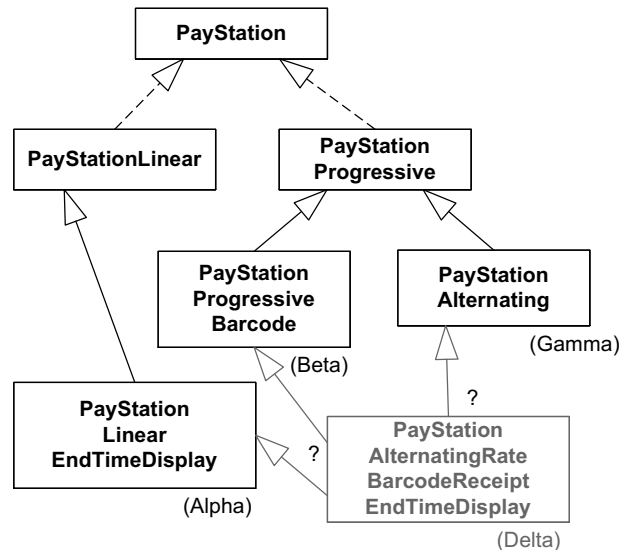 PayStation
PayStationLinear
PayStation
Progressive
PayStation
Progressive
Barcode
(Beta)
PayStation
Alternating
(Gamma)
PayStation
Linear
EndTimeDisplay
(Alpha)
?
?
PayStation
AlternatingRate
BarcodeReceipt
EndTimeDisplay
(Delta)